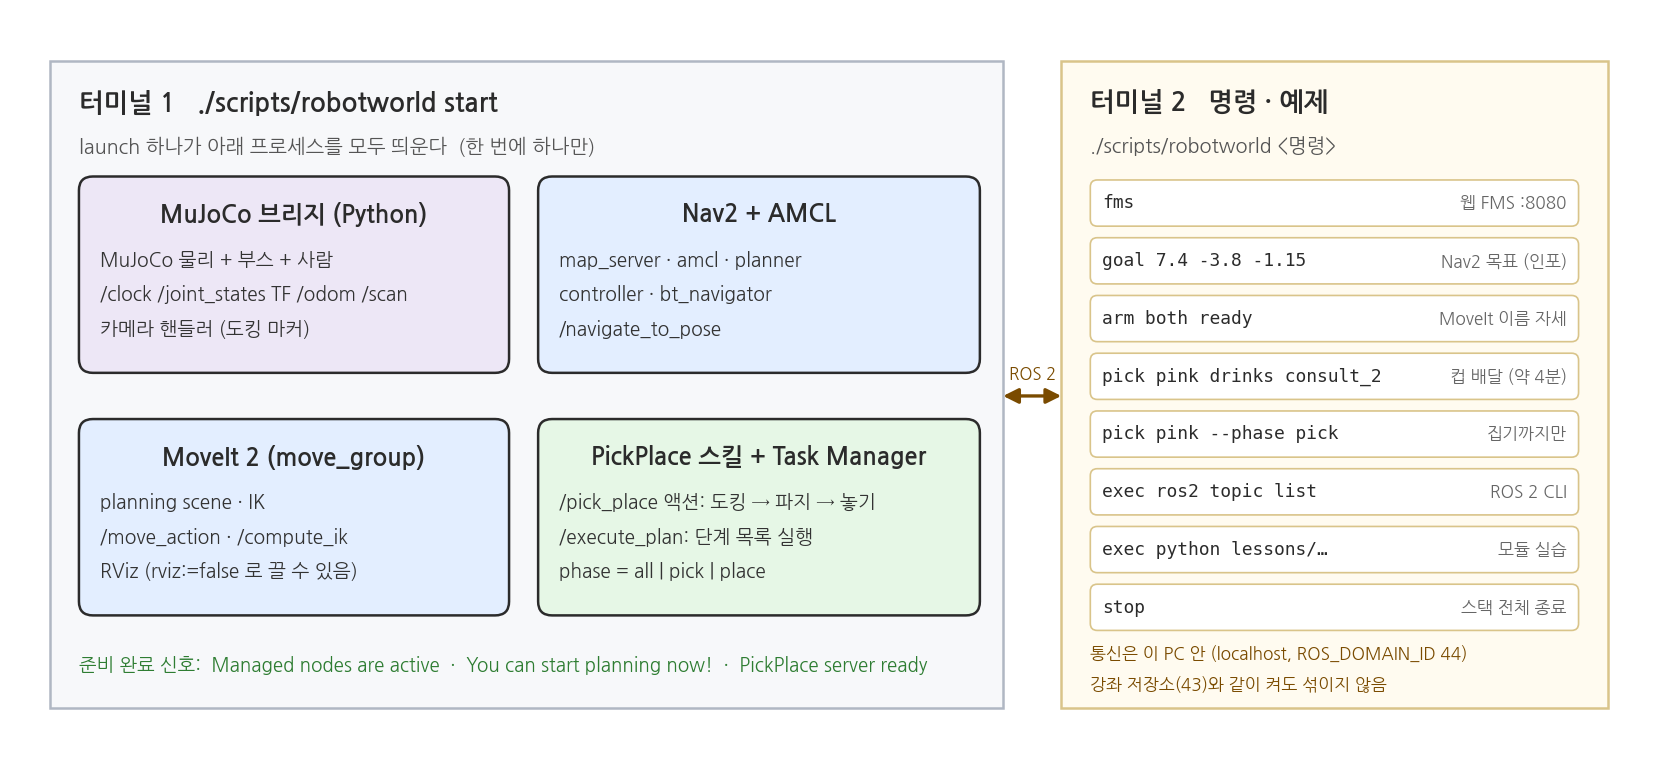 터미널 1 ./scripts/robotworld start
launch 하나가 아래 프로세스를 모두 띄운다 (한 번에 하나만)
MuJoCo 브리지 (Python)
MuJoCo 물리 + 부스 + 사람
/clock /joint_states TF /odom /scan
카메라 핸들러 (도킹 마커)
Nav2 + AMCL
map_server · amcl · planner
controller · bt_navigator
/navigate_to_pose
MoveIt 2 (move_group)
planning scene · IK
/move_action · /compute_ik
RViz (rviz:=false 로 끌 수 있음)
PickPlace 스킬 + Task Manager
/pick_place 액션: 도킹 → 파지 → 놓기
/execute_plan: 단계 목록 실행
phase = all | pick | place
준비 완료 신호: Managed nodes are active · You can start planning now! · PickPlace server ready
ROS 2
터미널 2 명령 · 예제
./scripts/robotworld <명령>
fms 웹 FMS :8080
goal 7.4 -3.8 -1.15 Nav2 목표 (인포)
arm both ready MoveIt 이름 자세
pick pink drinks consult_2 컵 배달 (약 4분)
pick pink --phase pick 집기까지만
exec ros2 topic list ROS 2 CLI
exec python lessons/… 모듈 실습
stop 스택 전체 종료
통신은 이 PC 안 (localhost, ROS_DOMAIN_ID 44)
강좌 저장소(43)와 같이 켜도 섞이지 않음